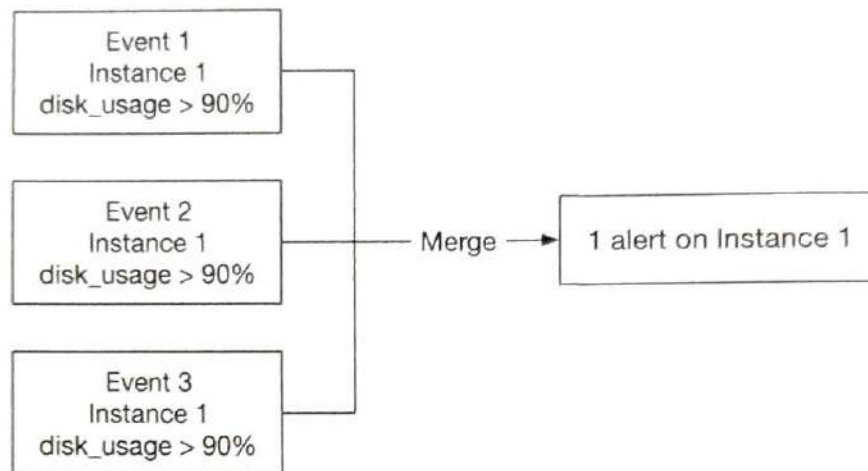 Event 1
Instance 1
disk_usage > 90%
Event 2
Instance 1
disk_usage > 90%
Event 3
Instance 1
disk_usage > 90%
Merge
1 alert on Instance 1